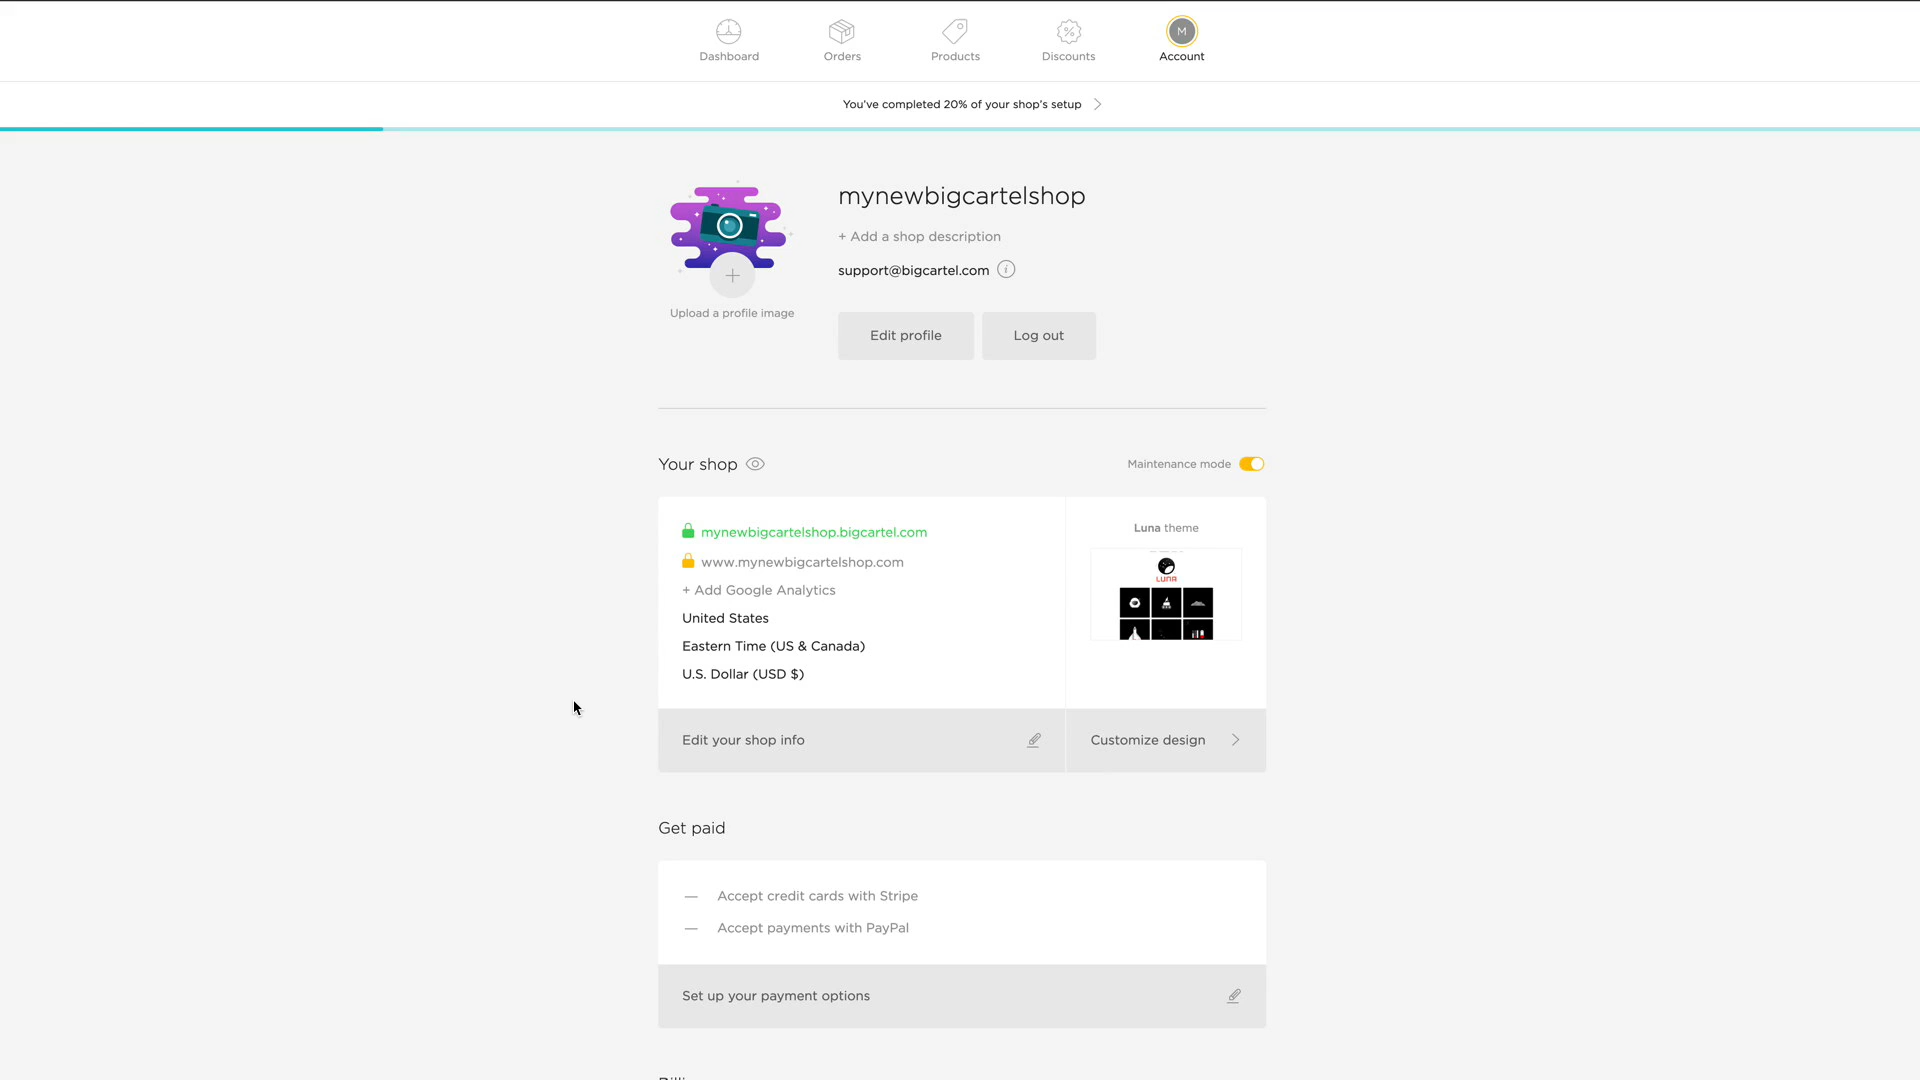 Dashboard
Orders
Products
Discounts
M
Account
You’ve completed 20% of your shop’s setup
mynewbigcartelshop
+ Add a shop description
support@bigcartel.com
Upload a profile image
Edit profile
Log out
Your shop
Maintenance mode
mynewbigcartelshop.bigcartel.com
www.mynewbigcartelshop.com
+ Add Google Analytics
United States
Eastern Time (US & Canada)
U.S. Dollar (USD $)
Luna theme
LUNA
Edit your shop info
Customize design
Get paid
Accept credit cards with Stripe
Accept payments with PayPal
Set up your payment options